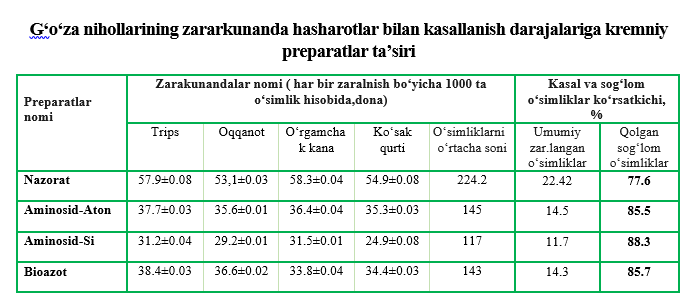 G‘o‘za nihollarining zararkunanda hasharotlar bilan kasallanish darajalariga kremniy
preparatlar ta’siri
Preparatlar nomi | Zarakunandalar nomi ( har bir zaralnish bo‘yicha 1000 ta o‘simlik hisobida,dona) | Kasal va sog‘lom o‘simliklar ko‘rsatkichi, %
Trips | Oqqanot | O‘rgamchak kana | Ko‘sak qurti | O‘simliklarni o‘rtacha soni | Umumiy zar.langan o‘simliklar | Qolgan sog‘lom o‘simliklar
Nazorat | 57.9±0.08 | 53,1±0.03 | 58.3±0.04 | 54.9±0.08 | 224.2 | 22.42 | 77.6
Aminosid-Aton | 37.7±0.03 | 35.6±0.01 | 36.4±0.04 | 35.3±0.03 | 145 | 14.5 | 85.5
Aminosid-Si | 31.2±0.04 | 29.2±0.01 | 31.5±0.01 | 24.9±0.08 | 117 | 11.7 | 88.3
Bioazot | 38.4±0.03 | 36.6±0.02 | 33.8±0.04 | 34.4±0.03 | 143 | 14.3 | 85.7